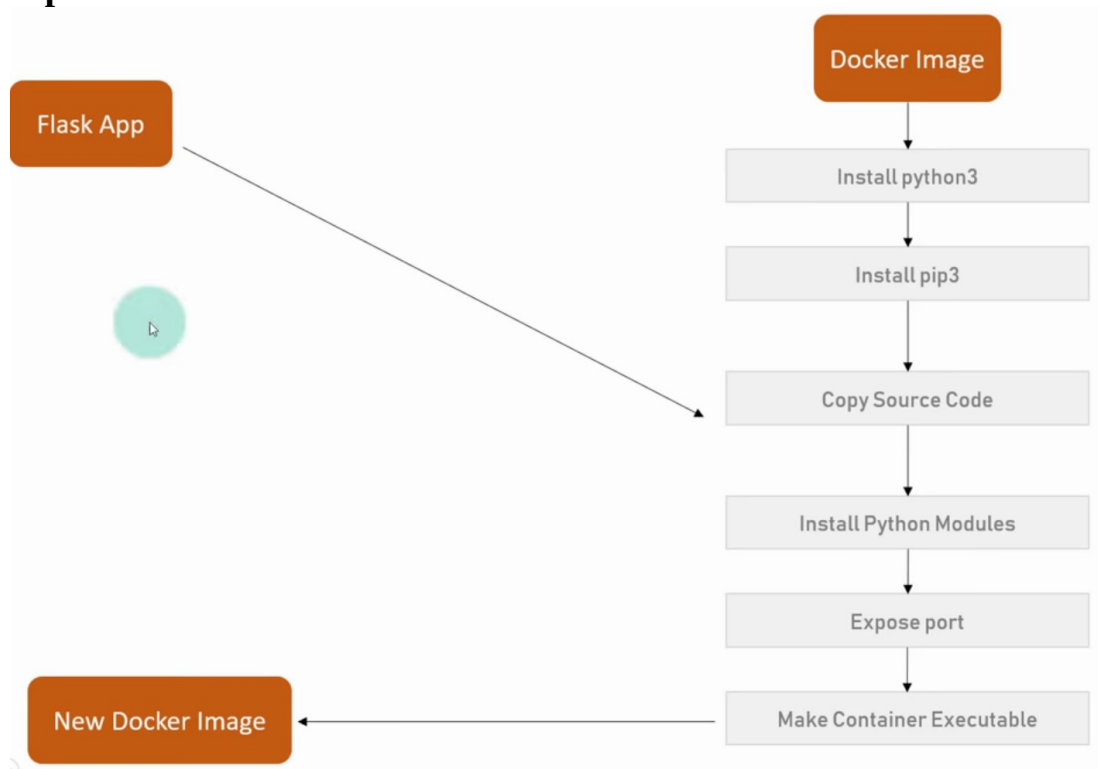 Docker Image
Flask App
Install python3
Install pip3
Copy Source Code
Install Python Modules
Expose port
New Docker Image
Make Container Executable